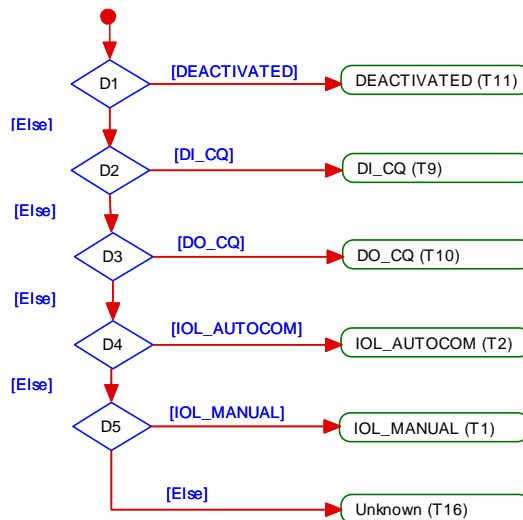 [DEACTIVATED]
D1
DEACTIVATED (T11)
[Else]
[DI_CQ]
D2
DI_CQ (T9)
[Else]
[DO_CQ]
D3
DO_CQ (T10)
[Else]
[IOL_AUTOCOM]
D4
IOL_AUTOCOM (T2)
[Else]
[IOL_MANUAL]
D5
IOL_MANUAL (T1)
[Else]
Unknown (T16)